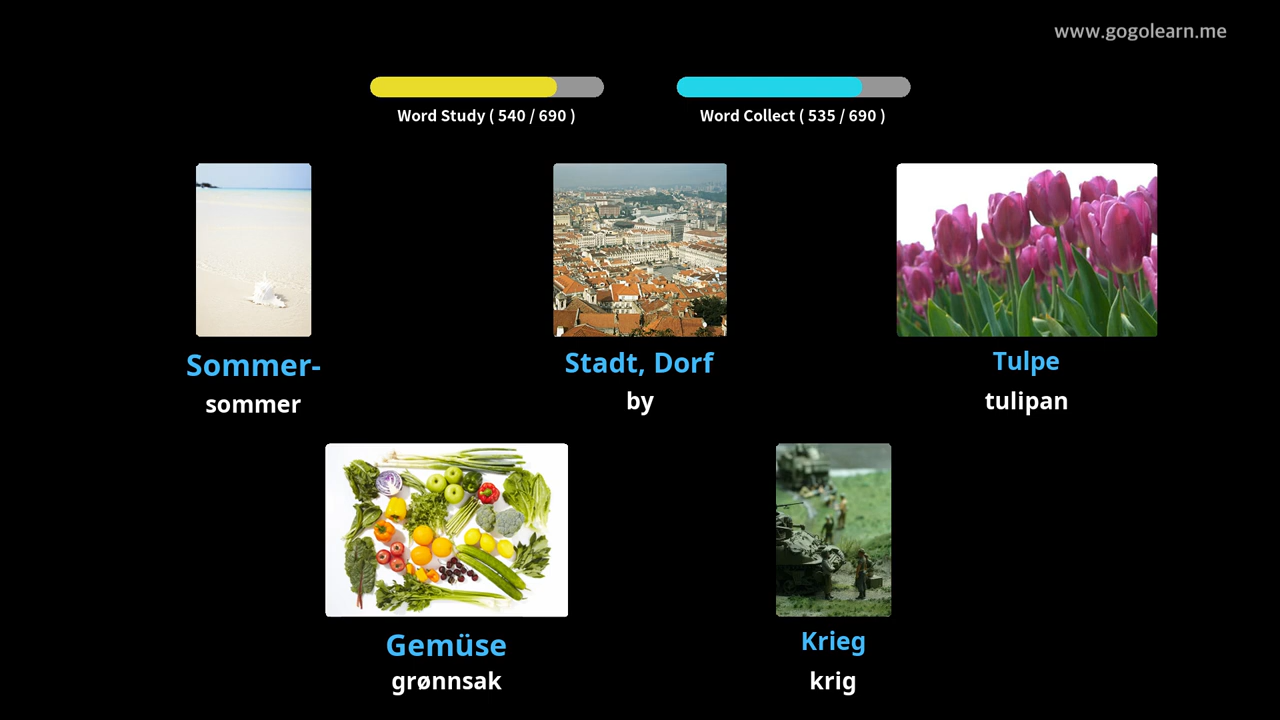 www.gogolearn.me
Word Study ( 540 / 690 )
Word Collect ( 535 / 690 )
Sommer-
sommer
Stadt, Dorf
by
Tulpe
tulipan
Gemüse
grønnsak
Krieg
krig